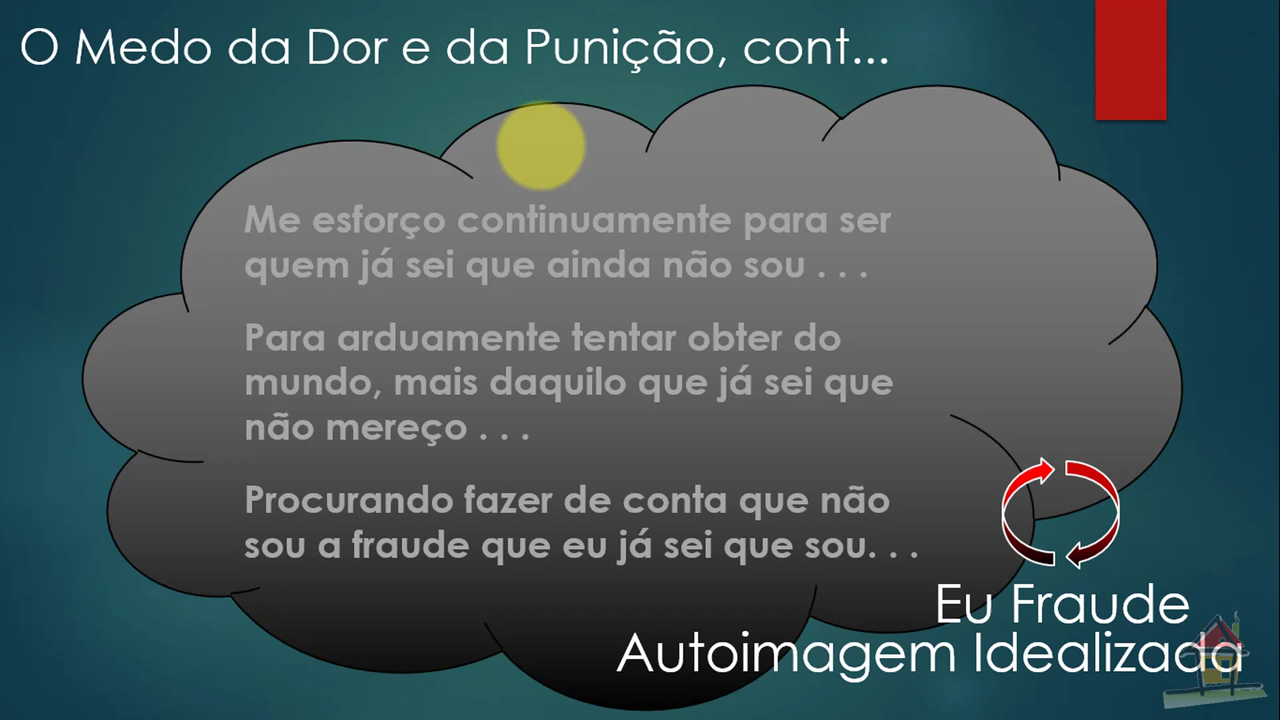 O Medo da Dor e da Punição, cont...
Me esforço continuamente para ser
quem já sei que ainda não sou . . .
Para arduamente tentar obter do
mundo, mais daquilo que já sei que
não mereço . . .
Procurando fazer de conta que não
sou a fraude que eu já sei que sou. . .
Eu Fraude
Autoimagem Idealizada